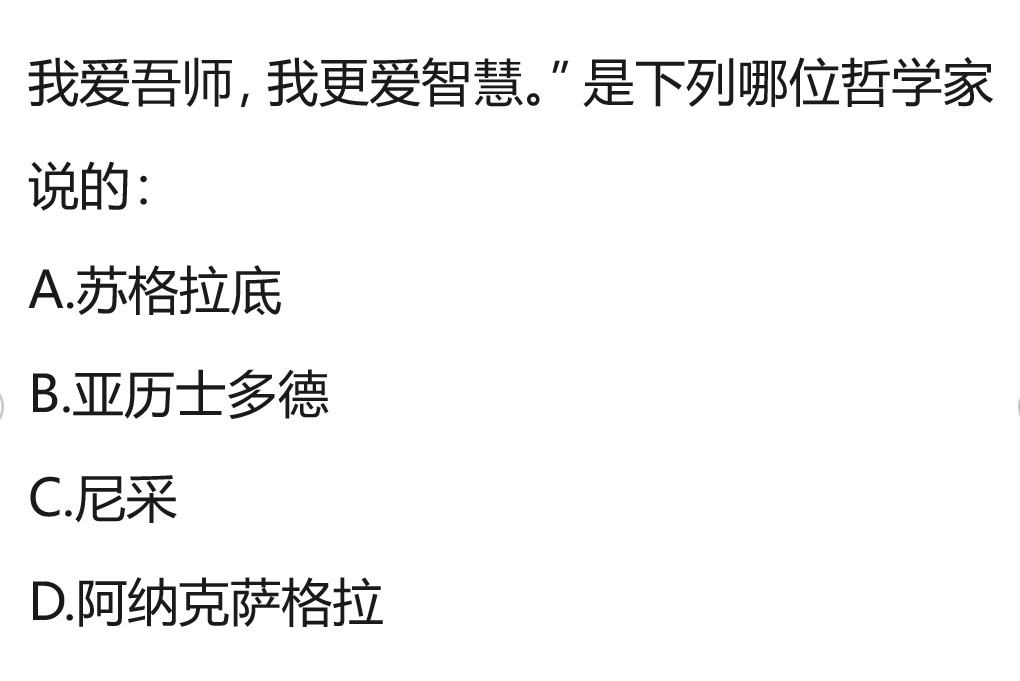 我爱吾师，我更爱智慧。”是下列哪位哲学家
说的：
A.苏格拉底
B.亚历士多德
C.尼采
D.阿纳克萨格拉